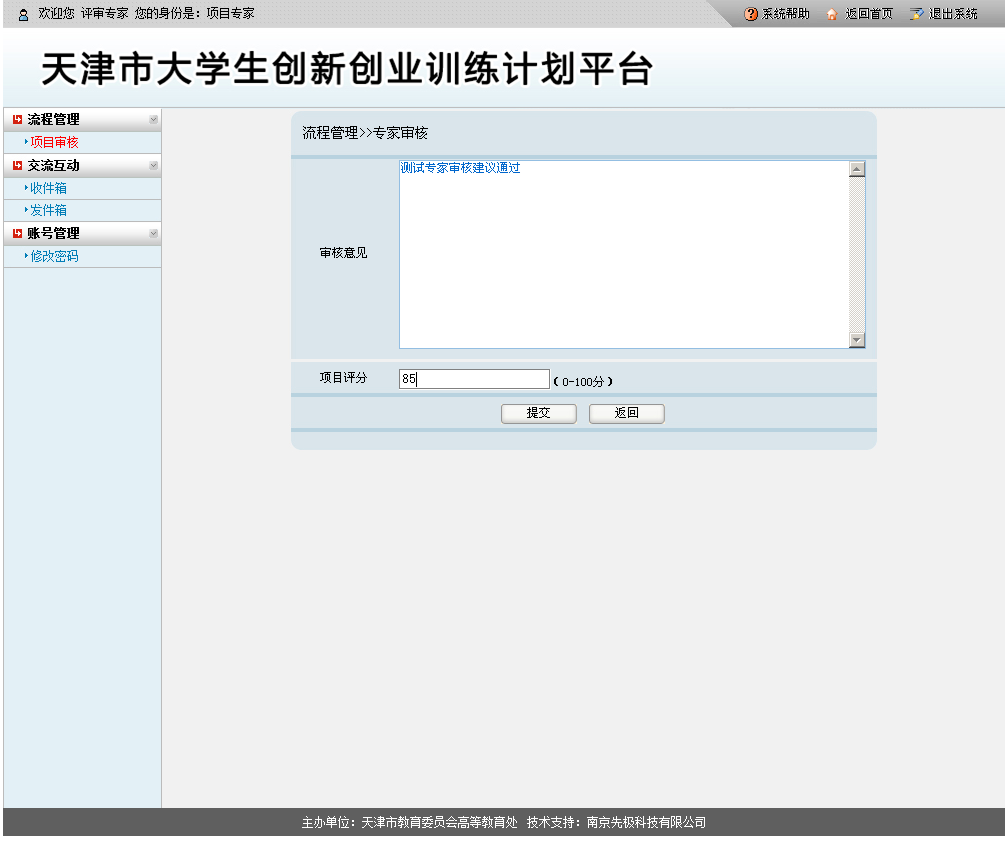 欢迎您 评审专家 您的身份是：项目专家
系统帮助 返回首页 退出系统
天津市大学生创新创业训练计划平台
流程管理
项目审核
交流互动
收件箱
发件箱
账号管理
修改密码
流程管理>>专家审核
审核意见
测试专家审核建议通过
项目评分 85 （0-100分）
提交 返回
主办单位：天津市教育委员会高等教育处 技术支持：南京先极科技有限公司